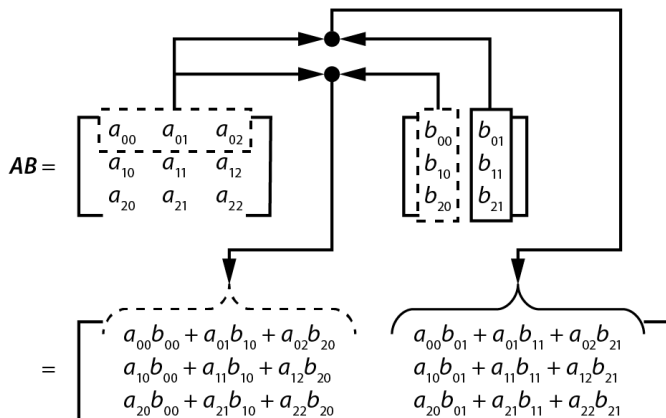 a₀₀ a₀₁ a₀₂ b₀₀ b₀₁
AB = a₁₀ a₁₁ a₁₂ b₁₀ b₁₁
a₂₀ a₂₁ a₂₂ b₂₀ b₂₁
a₀₀b₀₀ + a₀₁b₁₀ + a₀₂b₂₀ a₀₀b₀₁ + a₀₁b₁₁ + a₀₂b₂₁
= a₁₀b₀₀ + a₁₁b₁₀ + a₁₂b₂₀ a₁₀b₀₁ + a₁₁b₁₁ + a₁₂b₂₁
a₂₀b₀₀ + a₂₁b₁₀ + a₂₂b₂₀ a₂₀b₀₁ + a₂₁b₁₁ + a₂₂b₂₁